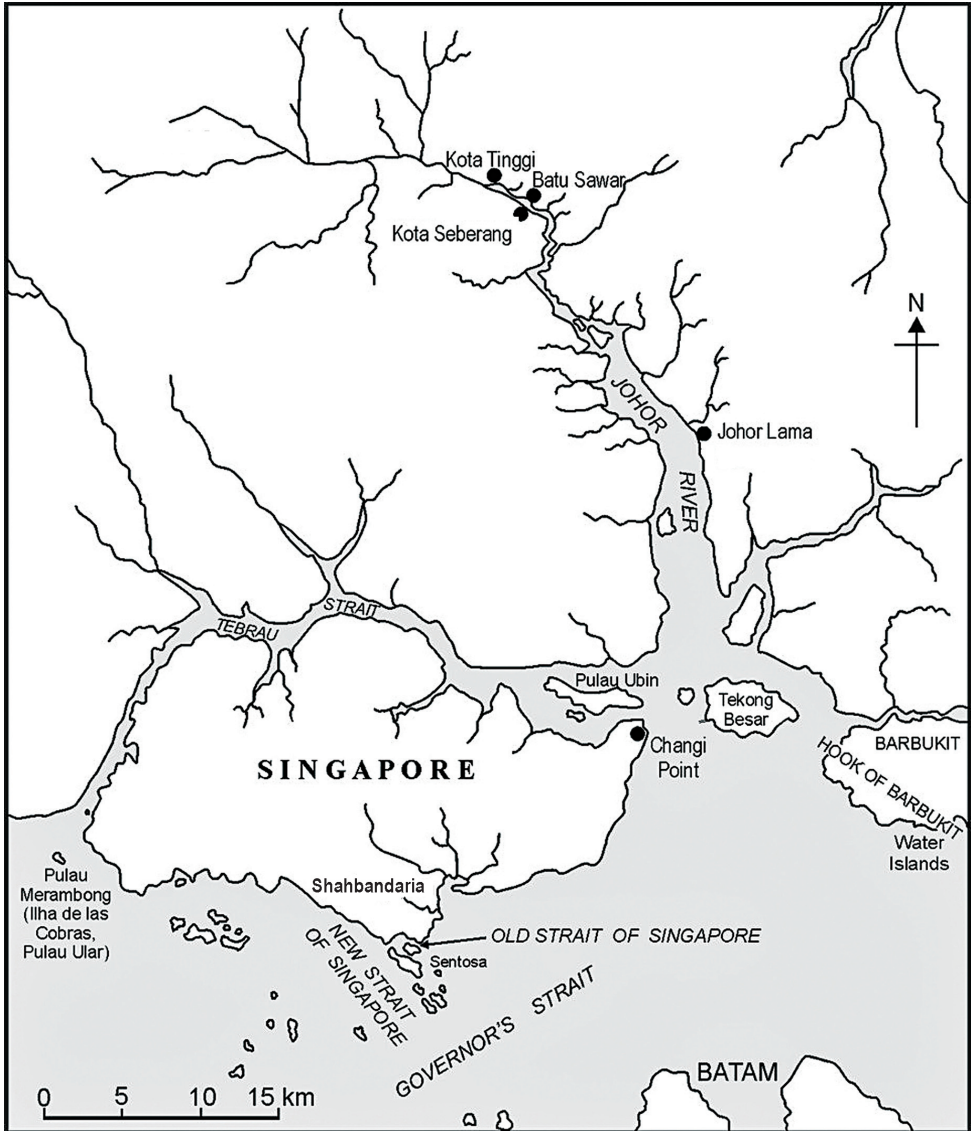 Kota Tinggi
Batu Sawar
Kota Seberang
N
JOHOR
RIVER
Johor Lama
STRAIT
TEBRAU
Pulau Ubin
Tekong
Besar
Changi
Point
SINGAPORE
BARBUKIT
HOOK OF BARBUKIT
Water
Islands
Pulau
Merambong
(Ilha de las
Cobras,
Pulau Ular)
Shahbandaria
OLD STRAIT OF SINGAPORE
NEW STRAIT
OF SINGAPORE
Sentosa
GOVERNOR'S STRAIT
BATAM
0 5 10 15 km